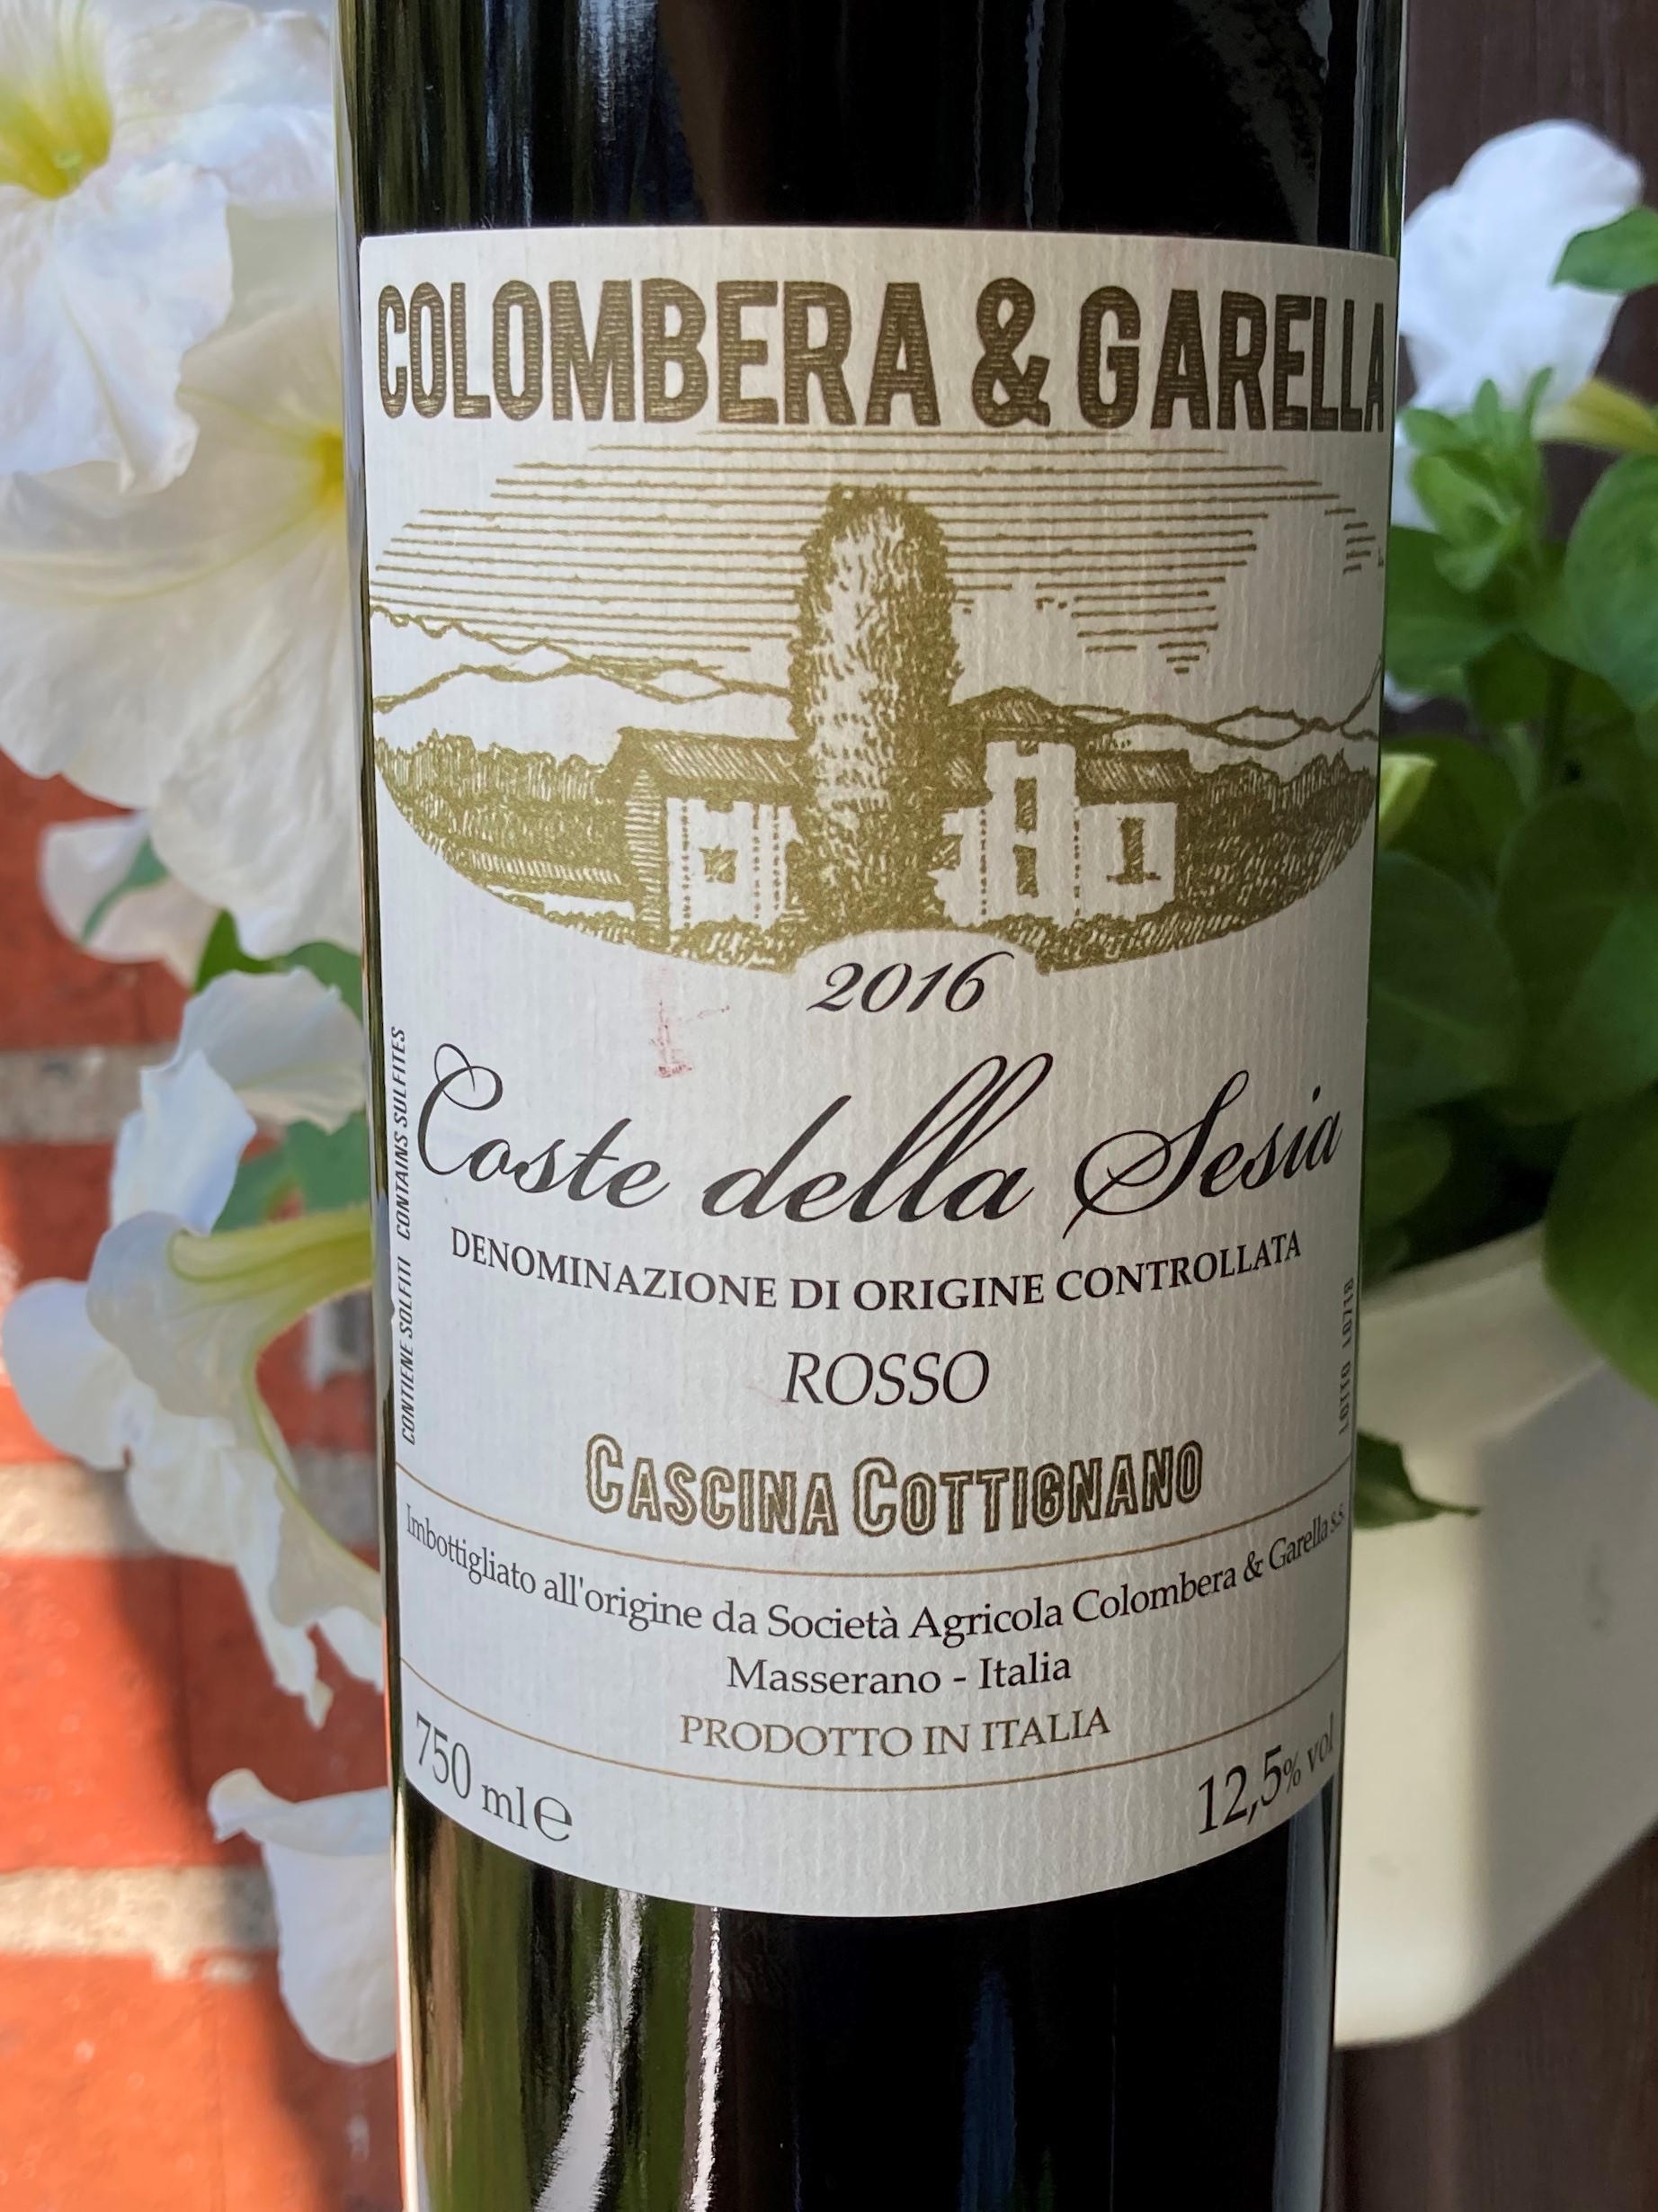 COLOMBERA & GARELLA
2016
Coste della Sesia
DENOMINAZIONE DI ORIGINE CONTROLLATA
ROSSO
CASCINA COTTIGNANO
Imbottigliato all'origine da Società Agricola Colombera & Garella s.s.
Masserano - Italia
PRODOTTO IN ITALIA
750 ml e
12,5% vol
CONTIENE SOLFITI CONTAINS SULFITES
LOTTO